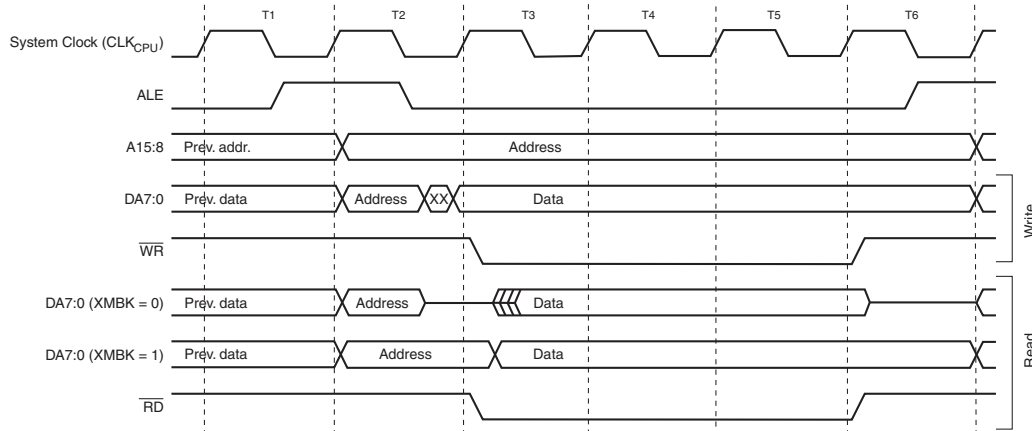 T1 T2 T3 T4 T5 T6
System Clock (CLKCPU)
ALE
A15:8 Prev. addr. Address
DA7:0 Prev. data Address XX Data
WR
Write
DA7:0 (XMBK = 0) Prev. data Address Data
DA7:0 (XMBK = 1) Prev. data Address Data
RD
Read